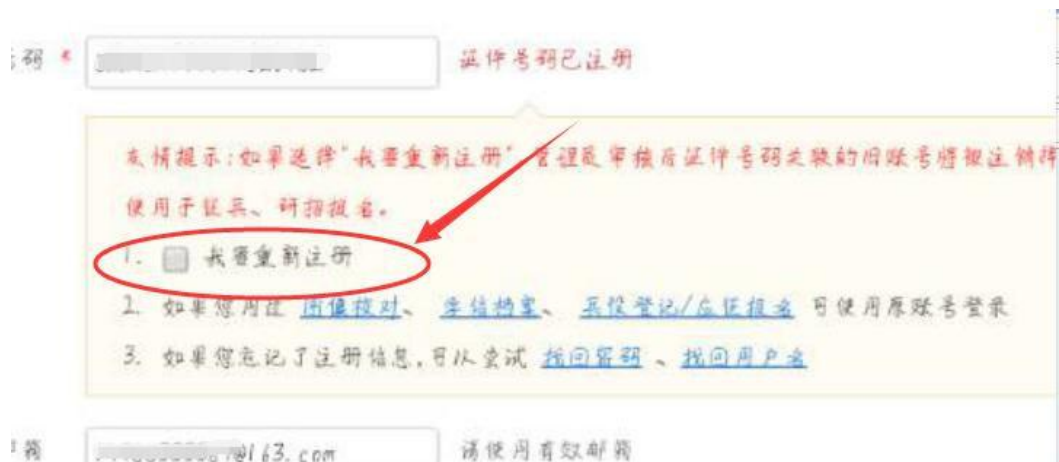 码 * 证件号码已注册
友情提示:如果选择"我要重新注册" 管理员审核后证件号码关联的旧账号将被注销掉
使用于征兵、研招报名。
1. 我要重新注册
2. 如果您用过 图像校对、 学信档案、 兵役登记/应征报名 可使用原账号登录
3. 如果您忘记了注册信息,可以尝试 找回密码 、找回用户名
邮箱 @163.com 请使用有效邮箱